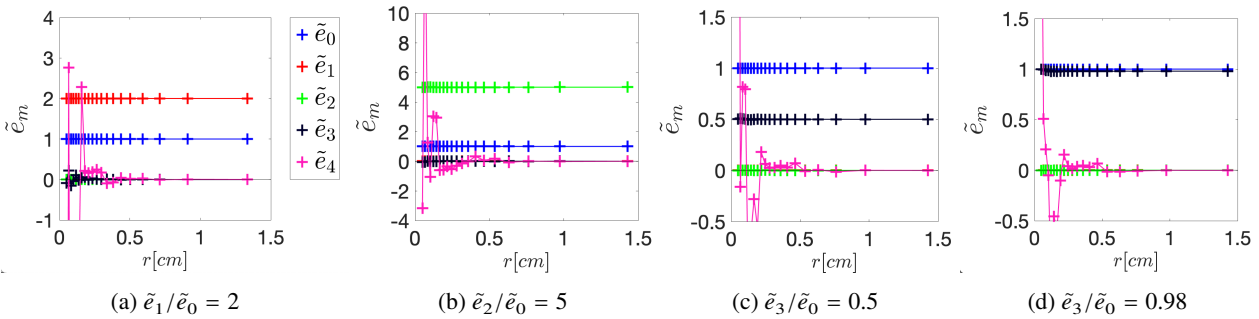 4
3
2
1
0
-1
0
0.5
1
1.5
ẽ_m
r[cm]
ẽ_0
ẽ_1
ẽ_2
ẽ_3
ẽ_4
(a) ẽ_1/ẽ_0 = 2
10
8
6
4
2
0
-2
-4
0
0.5
1
1.5
ẽ_m
r[cm]
(b) ẽ_2/ẽ_0 = 5
1.5
1
0.5
0
-0.5
0
0.5
1
1.5
ẽ_m
r[cm]
(c) ẽ_3/ẽ_0 = 0.5
1.5
1
0.5
0
-0.5
0
0.5
1
1.5
ẽ_m
r[cm]
(d) ẽ_3/ẽ_0 = 0.98